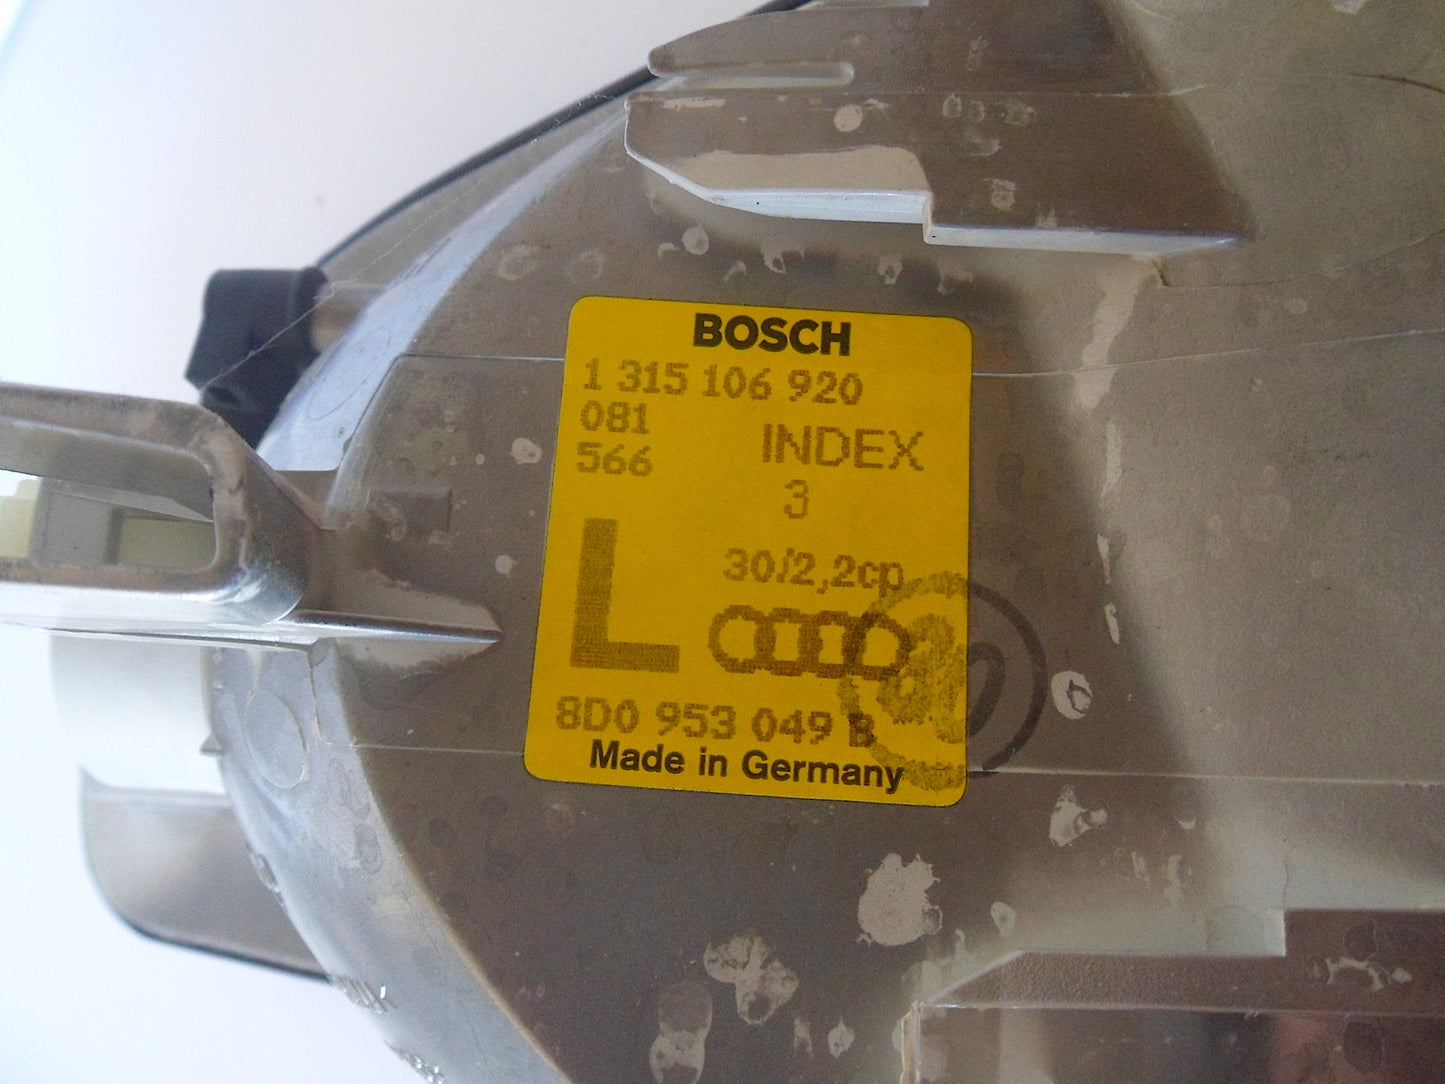 BOSCH
1 315 106 920
081
566
INDEX
3
L
30/2,2cp
8D0 953 049 B
Made in Germany